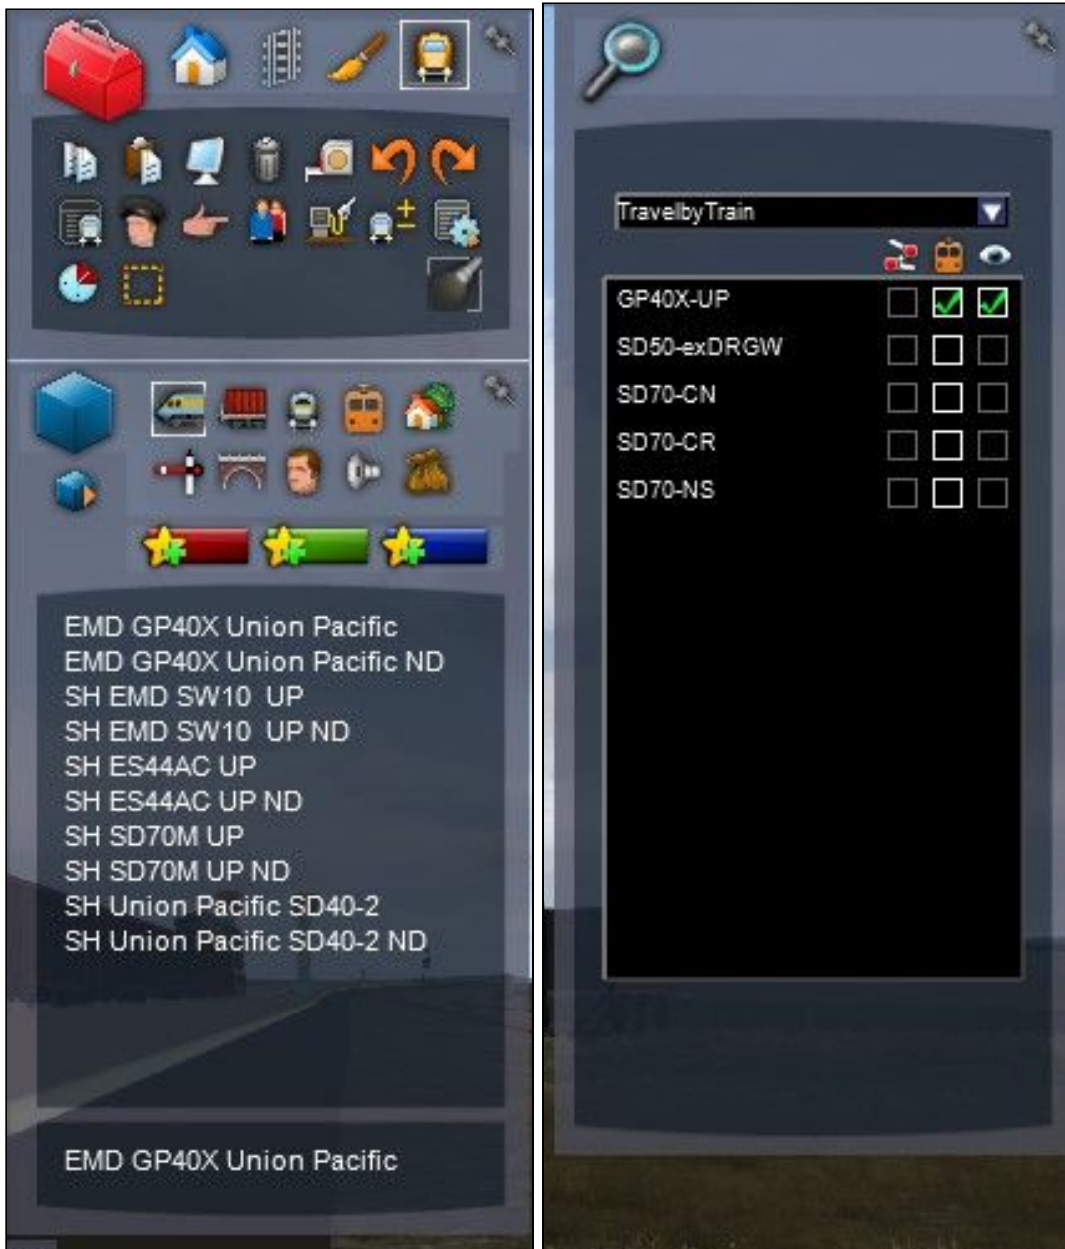 EMD GP40X Union Pacific
EMD GP40X Union Pacific ND
SH EMD SW10  UP
SH EMD SW10  UP ND
SH ES44AC UP
SH ES44AC UP ND
SH SD70M UP
SH SD70M UP ND
SH Union Pacific SD40-2
SH Union Pacific SD40-2 ND
EMD GP40X Union Pacific
TravelbyTrain
GP40X-UP
SD50-exDRGW
SD70-CN
SD70-CR
SD70-NS